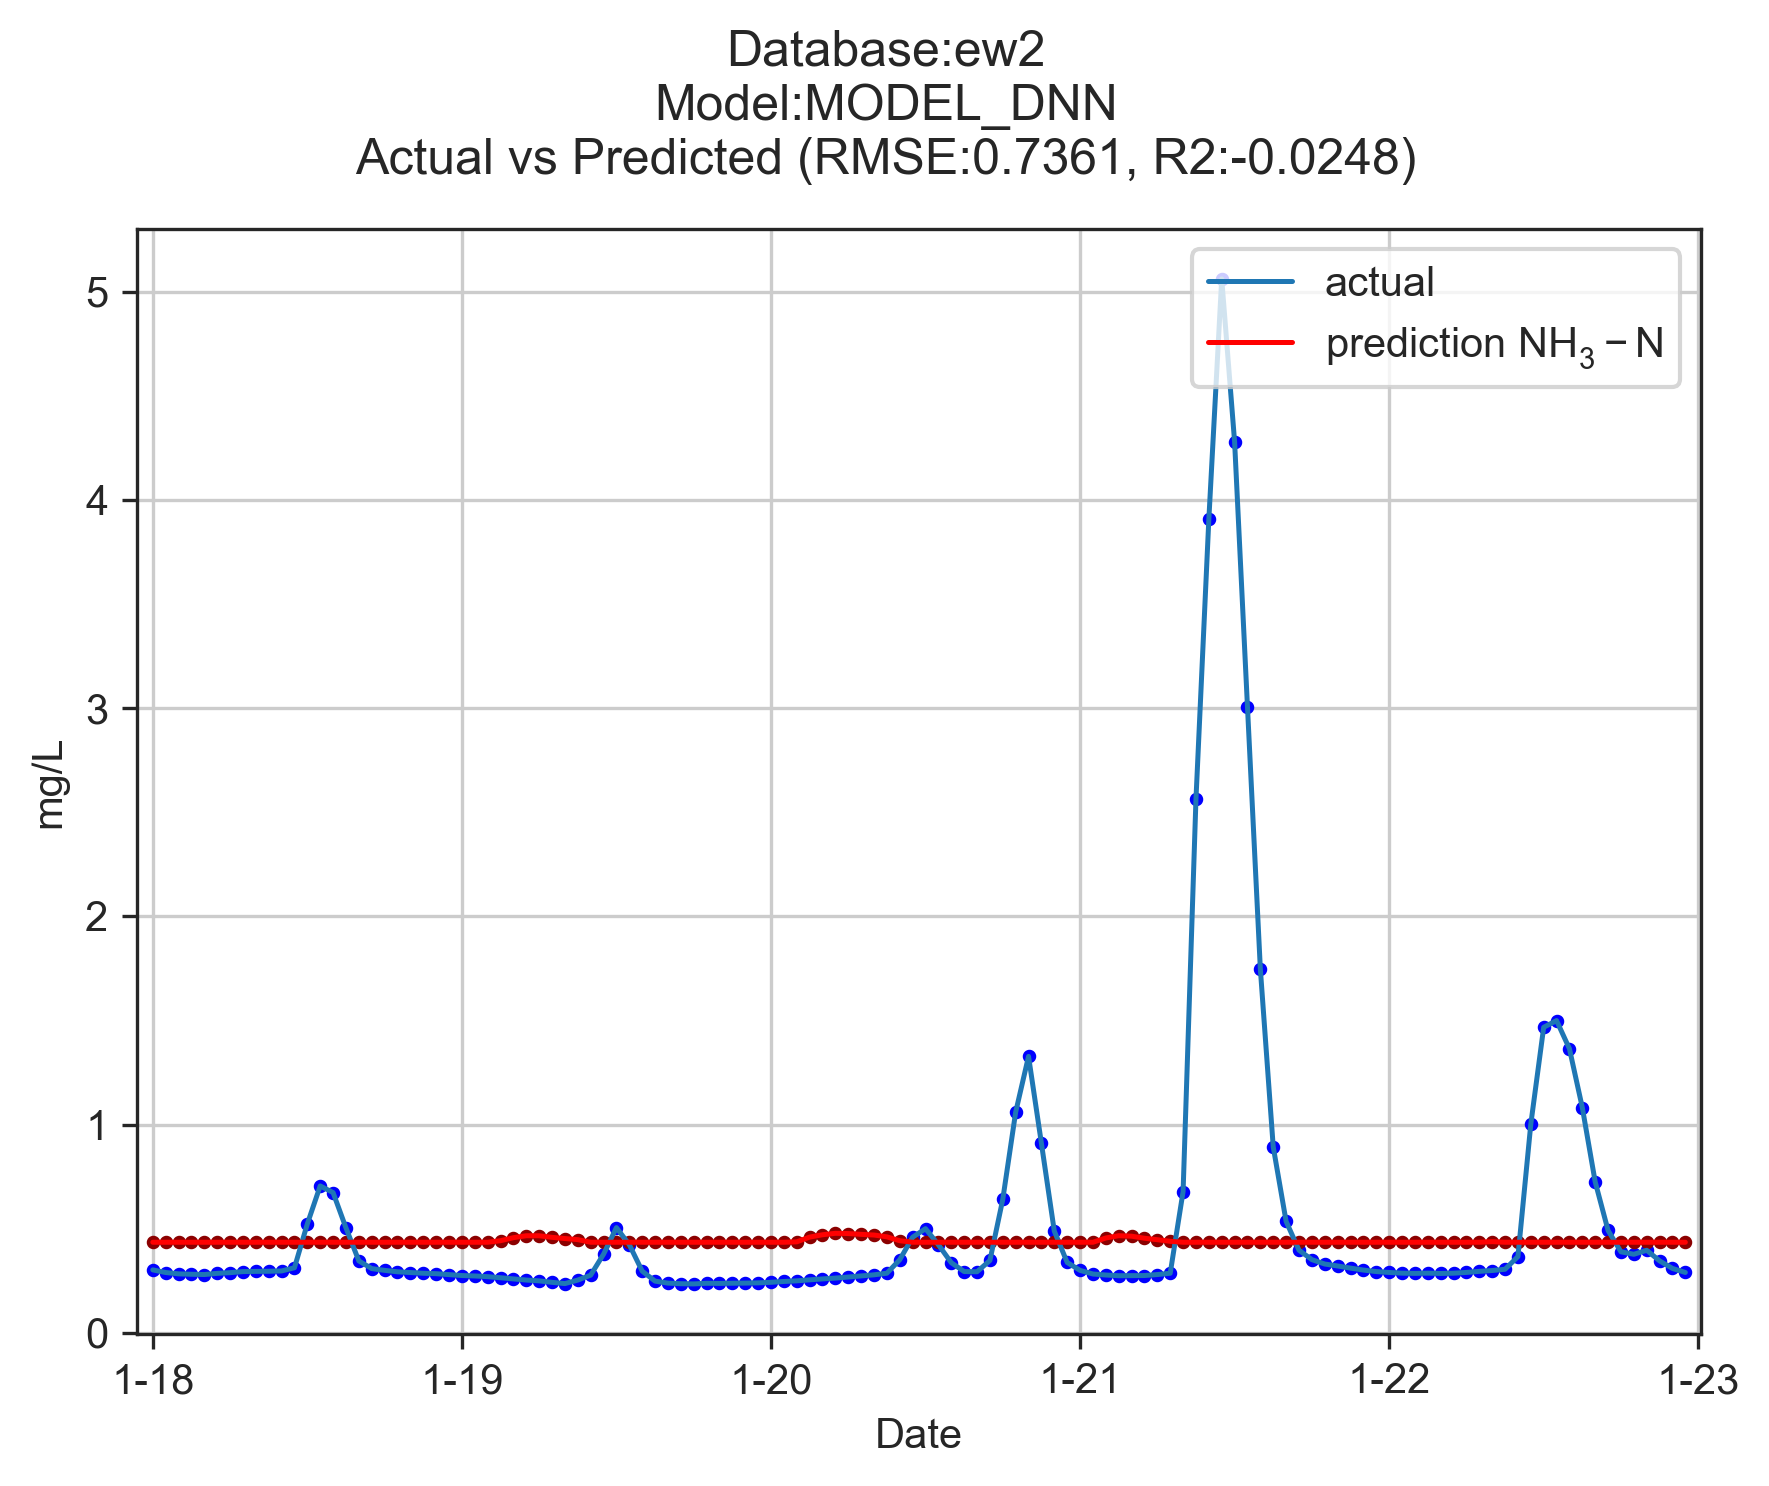 Database:ew2
Model:MODEL_DNN
Actual vs Predicted (RMSE:0.7361, R2:-0.0248)
actual
prediction NH₃ − N
5
4
3
2
1
0
mg/L
1-18 1-19 1-20 1-21 1-22 1-23
Date